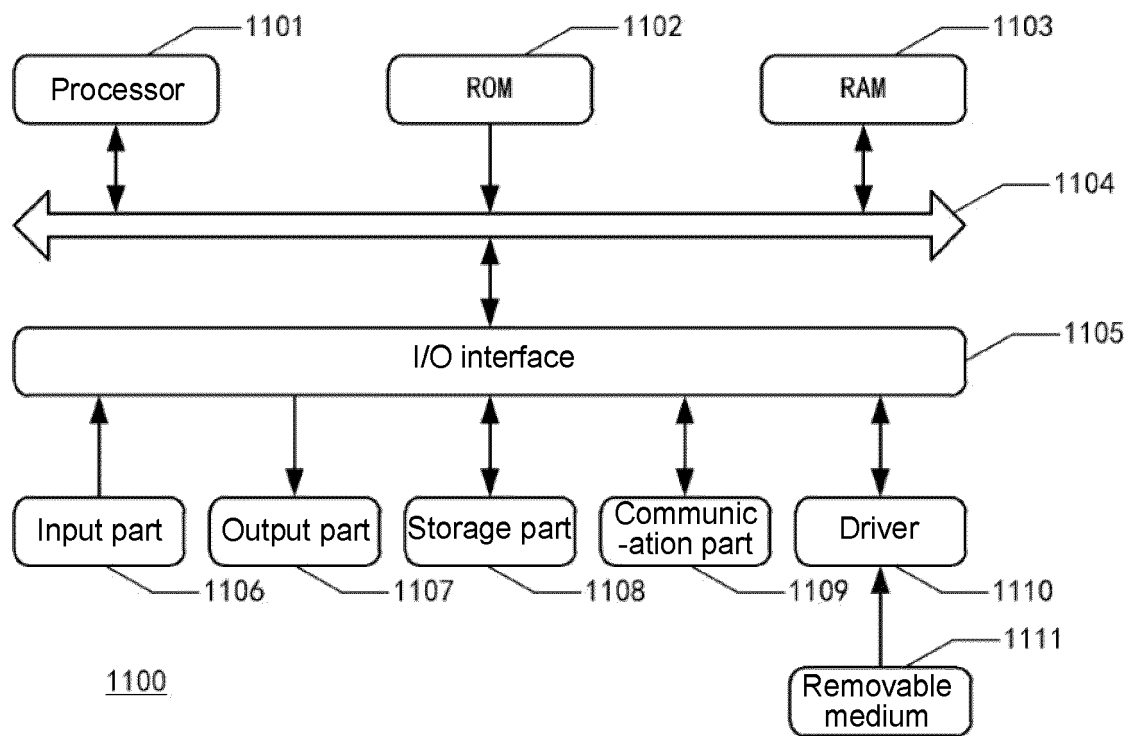 1101
1102
1103
Processor
ROM
RAM
1104
1105
I/O interface
Input part
Output part
Storage part
Communic
-ation part
Driver
1106
1107
1108
1109
1110
1111
1100
Removable
medium